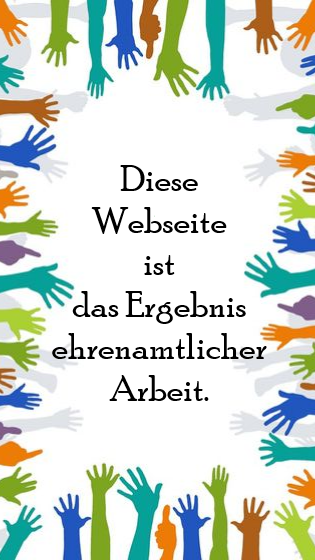 Diese
Webseite
ist
das Ergebnis
ehrenamtlicher
Arbeit.